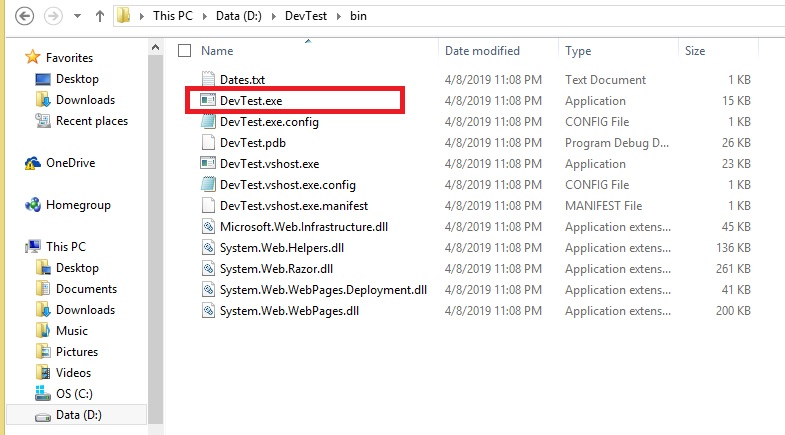 This PC Data (D:) DevTest bin
Name Date modified Type Size
Favorites
Desktop
Downloads
Recent places
OneDrive
Homegroup
This PC
Desktop
Documents
Downloads
Music
Pictures
Videos
OS (C:)
Data (D:)
Dates.txt 4/8/2019 11:08 PM Text Document 1 KB
DevTest.exe 4/8/2019 11:08 PM Application 15 KB
DevTest.exe.config 4/8/2019 11:08 PM CONFIG File 1 KB
DevTest.pdb 4/8/2019 11:08 PM Program Debug D... 26 KB
DevTest.vshost.exe 4/8/2019 11:08 PM Application 23 KB
DevTest.vshost.exe.config 4/8/2019 11:08 PM CONFIG File 1 KB
DevTest.vshost.exe.manifest 4/8/2019 11:08 PM MANIFEST File 1 KB
Microsoft.Web.Infrastructure.dll 4/8/2019 11:08 PM Application extens... 45 KB
System.Web.Helpers.dll 4/8/2019 11:08 PM Application extens... 136 KB
System.Web.Razor.dll 4/8/2019 11:08 PM Application extens... 261 KB
System.Web.WebPages.Deployment.dll 4/8/2019 11:08 PM Application extens... 41 KB
System.Web.WebPages.dll 4/8/2019 11:08 PM Application extens... 200 KB